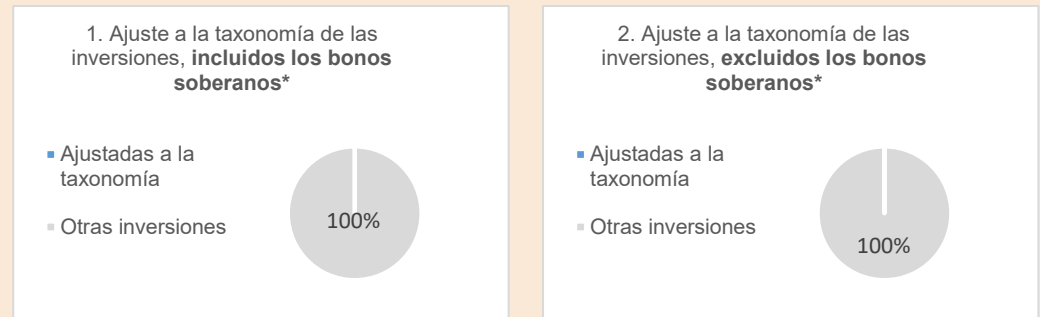 1. Ajuste a la taxonomía de las
inversiones, incluidos los bonos
soberanos*
Ajustadas a la
taxonomía
Otras inversiones
100%
2. Ajuste a la taxonomía de las
inversiones, excluidos los bonos
soberanos*
Ajustadas a la
taxonomía
Otras inversiones
100%